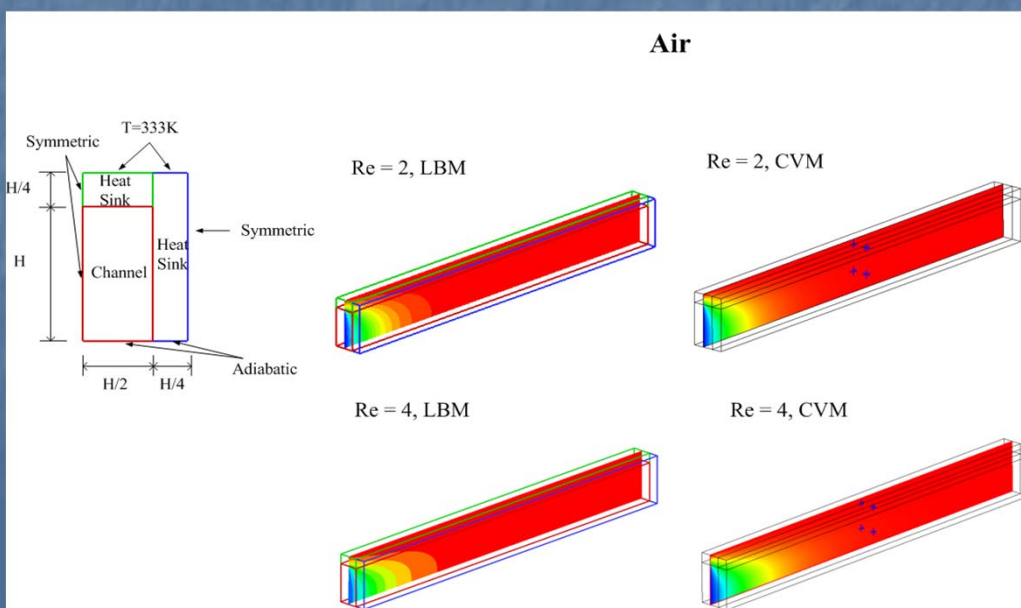 Air
T=333K
Symmetric
Heat
Sink
H/4
H
Channel
Heat
Sink
Symmetric
Adiabatic
H/2
H/4
Re = 2, LBM
Re = 2, CVM
Re = 4, LBM
Re = 4, CVM